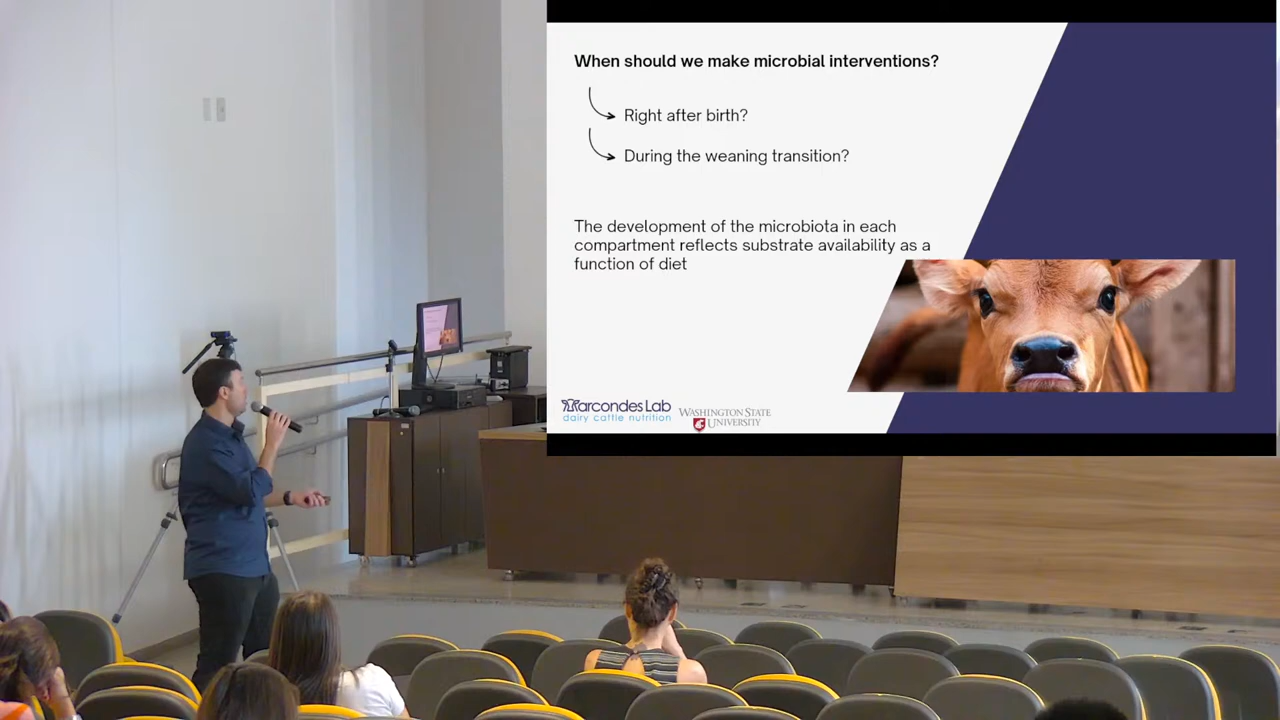 When should we make microbial interventions?
Right after birth?
During the weaning transition?
The development of the microbiota in each
compartment reflects substrate availability as a
function of diet
Marcondes Lab
dairy cattle nutrition
WASHINGTON STATE
UNIVERSITY